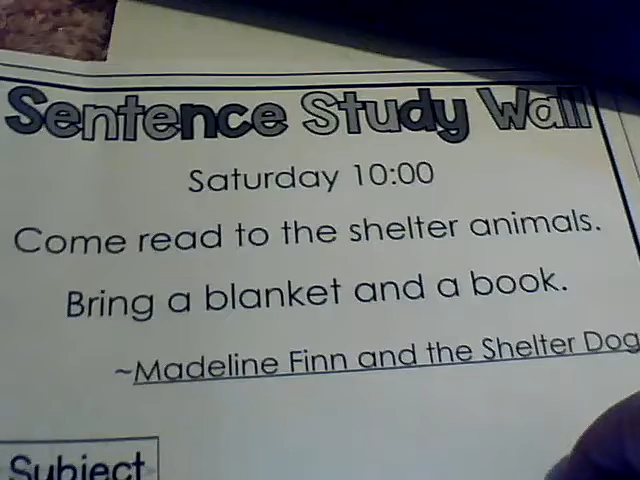 Sentence Study Wall
Saturday 10:00
Come read to the shelter animals.
Bring a blanket and a book.
~Madeline Finn and the Shelter Dog
Subject